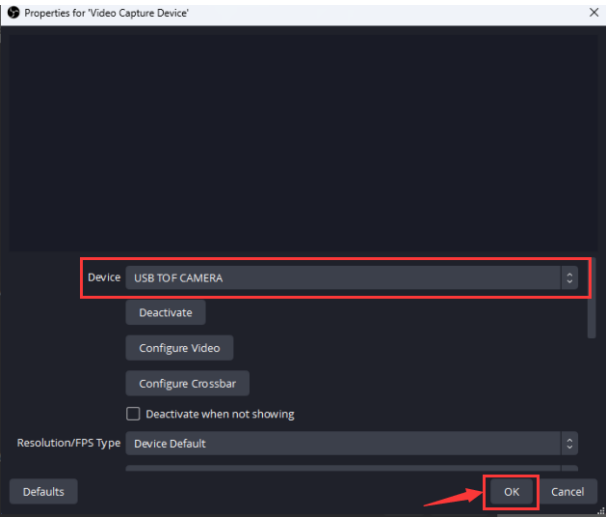 Properties for 'Video Capture Device'
Device USB TOF CAMERA
Deactivate
Configure Video
Configure Crossbar
Deactivate when not showing
Resolution/FPS Type Device Default
Defaults OK Cancel